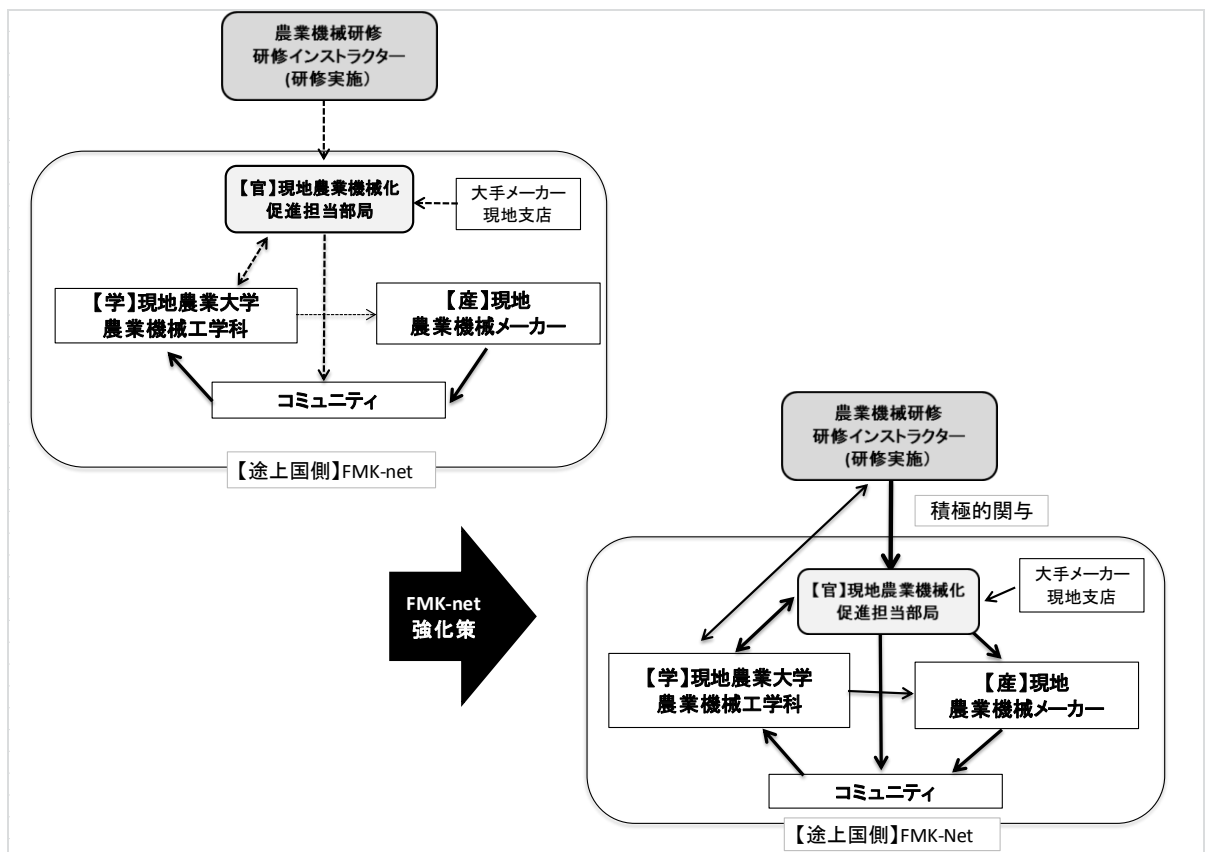 農業機械研修
研修インストラクター
(研修実施）
【官】現地農業機械化
促進担当部局
大手メーカー
現地支店
【学】現地農業大学
農業機械工学科
【産】現地
農業機械メーカー
コミュニティ
【途上国側】FMK-net
FMK-net
強化策
農業機械研修
研修インストラクター
(研修実施）
積極的関与
【官】現地農業機械化
促進担当部局
大手メーカー
現地支店
【学】現地農業大学
農業機械工学科
【産】現地
農業機械メーカー
コミュニティ
【途上国側】FMK-Net